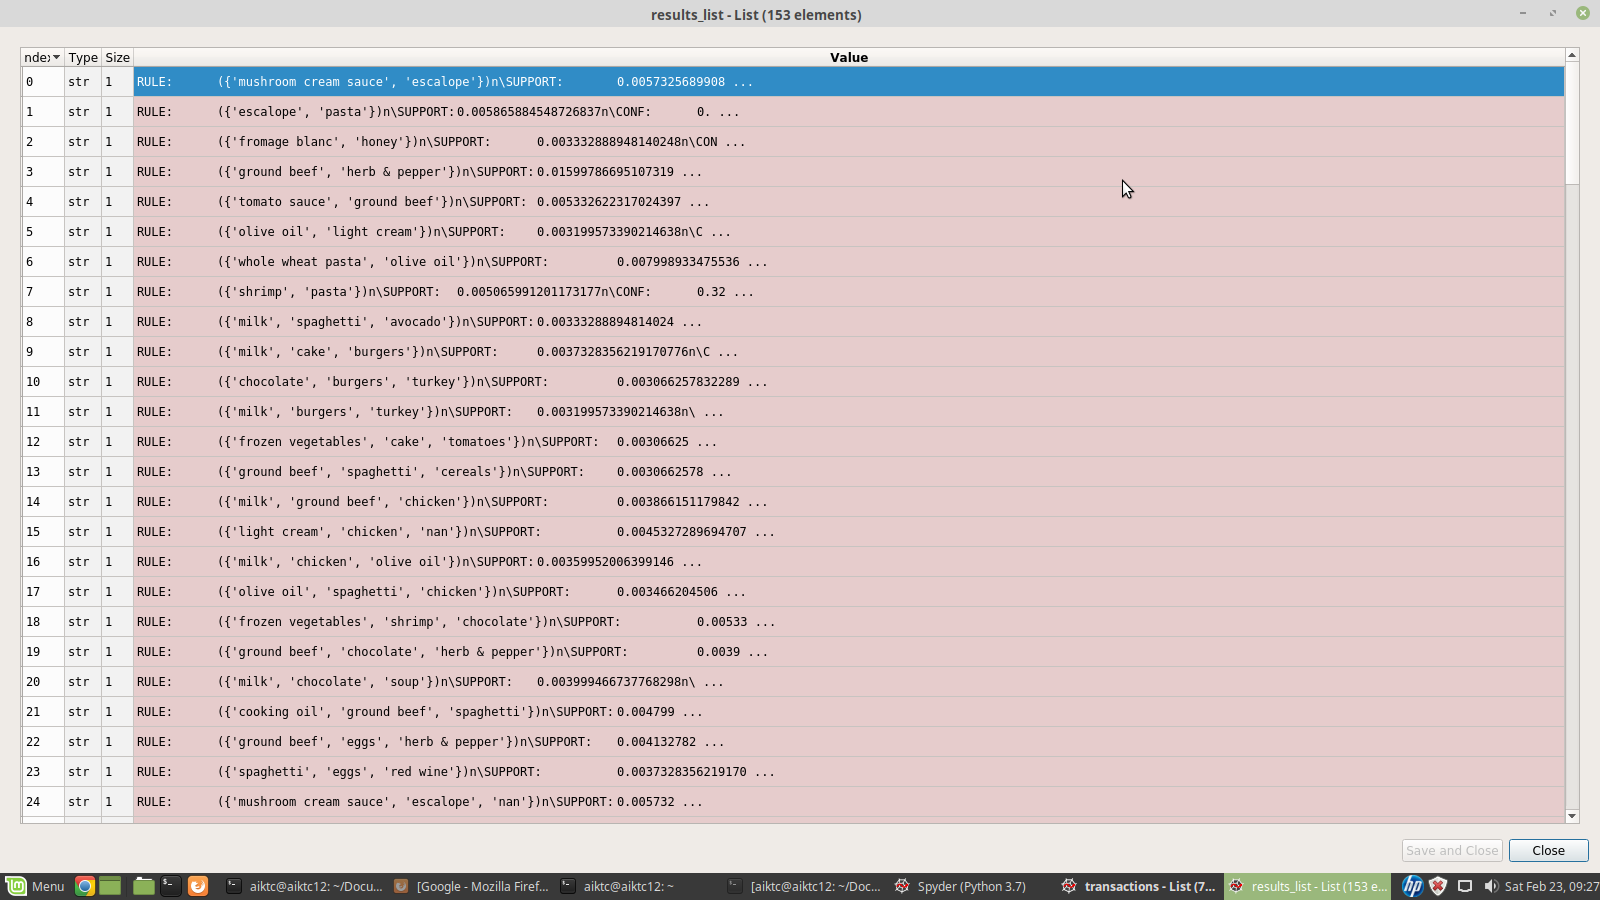 results_list - List (153 elements)
ndex Type Size Value
0 str 1 RULE: ({'mushroom cream sauce', 'escalope'})n\SUPPORT: 0.0057325689908 ...
1 str 1 RULE: ({'escalope', 'pasta'})n\SUPPORT: 0.005865884548726837n\CONF: 0. ...
2 str 1 RULE: ({'fromage blanc', 'honey'})n\SUPPORT: 0.003332888948140248n\CON ...
3 str 1 RULE: ({'ground beef', 'herb & pepper'})n\SUPPORT: 0.01599786695107319 ...
4 str 1 RULE: ({'tomato sauce', 'ground beef'})n\SUPPORT: 0.005332622317024397 ...
5 str 1 RULE: ({'olive oil', 'light cream'})n\SUPPORT: 0.003199573390214638n\C ...
6 str 1 RULE: ({'whole wheat pasta', 'olive oil'})n\SUPPORT: 0.007998933475536 ...
7 str 1 RULE: ({'shrimp', 'pasta'})n\SUPPORT: 0.005065991201173177n\CONF: 0.32 ...
8 str 1 RULE: ({'milk', 'spaghetti', 'avocado'})n\SUPPORT: 0.00333288894814024 ...
9 str 1 RULE: ({'milk', 'cake', 'burgers'})n\SUPPORT: 0.0037328356219170776n\C ...
10 str 1 RULE: ({'chocolate', 'burgers', 'turkey'})n\SUPPORT: 0.003066257832289 ...
11 str 1 RULE: ({'milk', 'burgers', 'turkey'})n\SUPPORT: 0.003199573390214638n\ ...
12 str 1 RULE: ({'frozen vegetables', 'cake', 'tomatoes'})n\SUPPORT: 0.00306625 ...
13 str 1 RULE: ({'ground beef', 'spaghetti', 'cereals'})n\SUPPORT: 0.0030662578 ...
14 str 1 RULE: ({'milk', 'ground beef', 'chicken'})n\SUPPORT: 0.003866151179842 ...
15 str 1 RULE: ({'light cream', 'chicken', 'nan'})n\SUPPORT: 0.0045327289694707 ...
16 str 1 RULE: ({'milk', 'chicken', 'olive oil'})n\SUPPORT: 0.00359952006399146 ...
17 str 1 RULE: ({'olive oil', 'spaghetti', 'chicken'})n\SUPPORT: 0.003466204506 ...
18 str 1 RULE: ({'frozen vegetables', 'shrimp', 'chocolate'})n\SUPPORT: 0.00533 ...
19 str 1 RULE: ({'ground beef', 'chocolate', 'herb & pepper'})n\SUPPORT: 0.0039 ...
20 str 1 RULE: ({'milk', 'chocolate', 'soup'})n\SUPPORT: 0.003999466737768298n\ ...
21 str 1 RULE: ({'cooking oil', 'ground beef', 'spaghetti'})n\SUPPORT: 0.004799 ...
22 str 1 RULE: ({'ground beef', 'eggs', 'herb & pepper'})n\SUPPORT: 0.004132782 ...
23 str 1 RULE: ({'spaghetti', 'eggs', 'red wine'})n\SUPPORT: 0.0037328356219170 ...
24 str 1 RULE: ({'mushroom cream sauce', 'escalope', 'nan'})n\SUPPORT: 0.005732 ...
Save and Close Close
Menu aiktc@aiktc12: ~/Docu... [Google - Mozilla Firef... aiktc@aiktc12: ~ [aiktc@aiktc12: ~/Doc... Spyder (Python 3.7) transactions - List (7... results_list - List (153 e... hp Sat Feb 23, 09:27